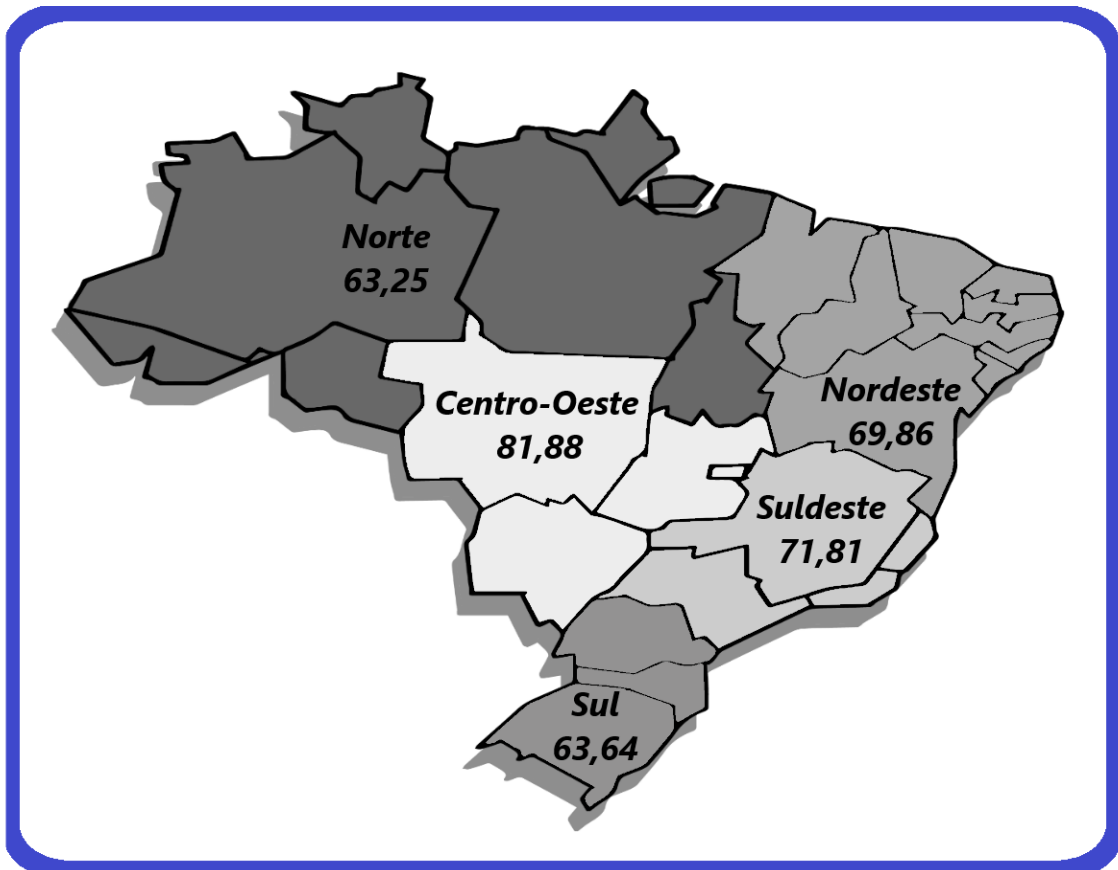 Norte
63,25
Centro-Oeste
81,88
Nordeste
69,86
Suldeste
71,81
Sul
63,64